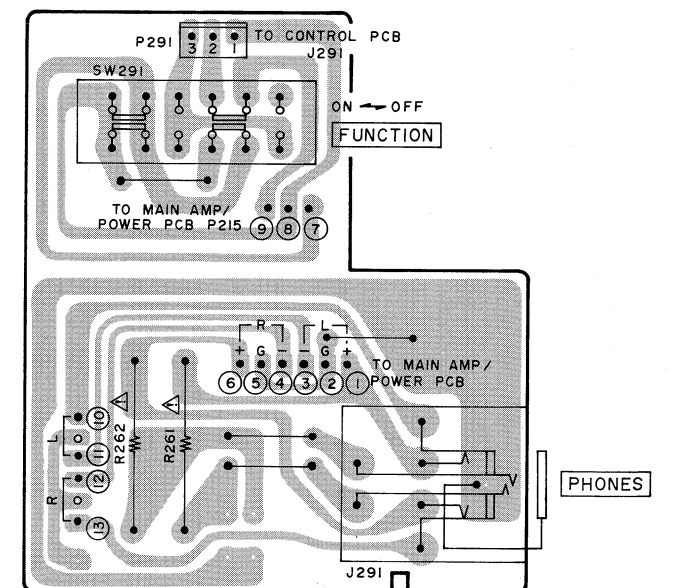 P291
3 2 1
TO CONTROL PCB
J291
SW291
ON OFF
FUNCTION
TO MAIN AMP/
POWER PCB P215
9 8 7
R L
+ G - - G +
TO MAIN AMP/
6 5 4 3 2 1 POWER PCB
10
L
11
12
R
13
R262
R261
!
!
PHONES
J291